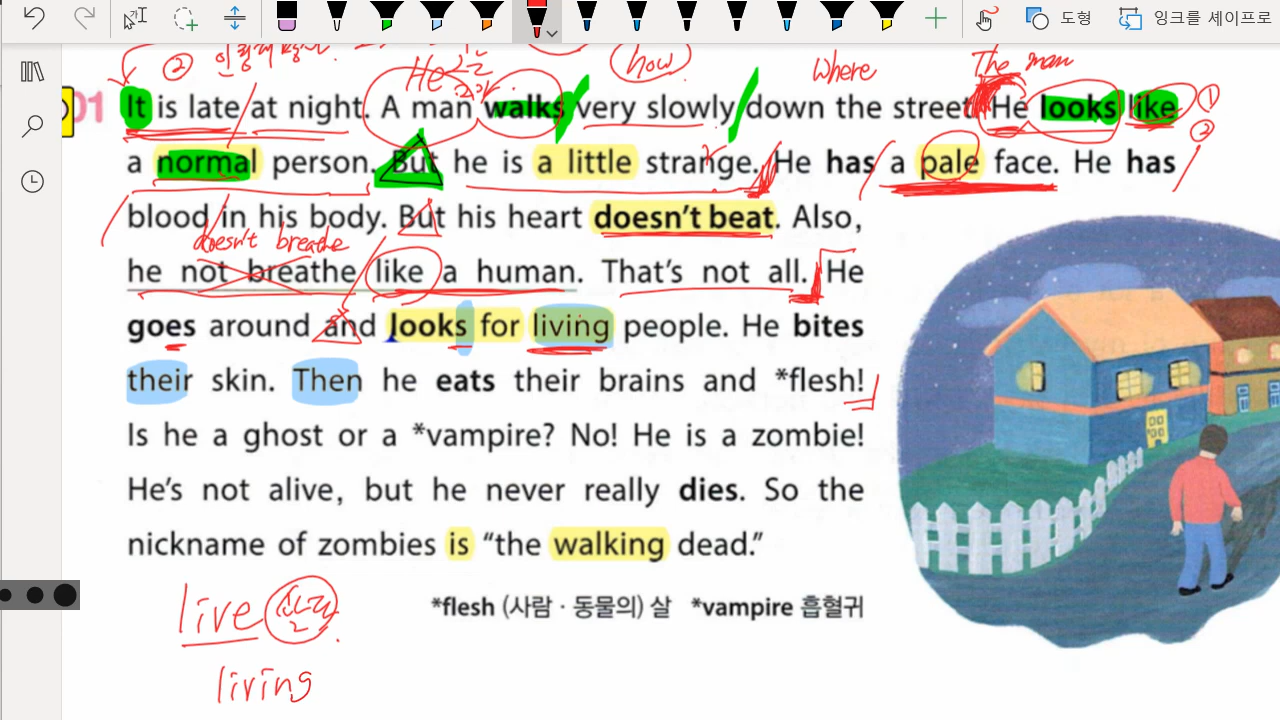 도형
잉크를 셰이프로
He
how
where
The man
01 It is late at night. A man walks very slowly down the street. He looks like
①
②
a normal person. But he is a little strange. He has a pale face. He has
blood in his body. But his heart doesn't beat. Also,
doesn't breathe
he not breathe like a human. That's not all. He
goes around and looks for living people. He bites
their skin. Then he eats their brains and *flesh!
Is he a ghost or a *vampire? No! He is a zombie!
He's not alive, but he never really dies. So the
nickname of zombies is “the walking dead.”
*flesh (사람 · 동물의) 살 *vampire 흡혈귀
live
living